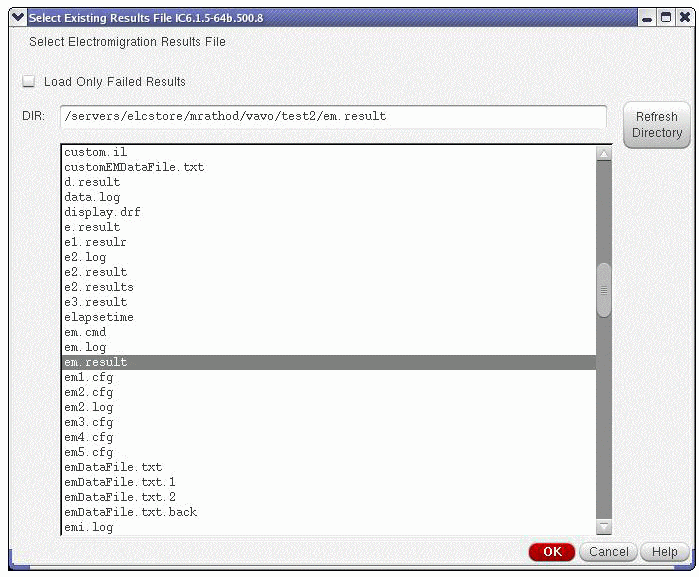 Select Existing Results File IC6.1.5-64b.500.8
Select Electromigration Results File
Load Only Failed Results
DIR: /servers/elcstore/mrathod/vavo/test2/em.result
Refresh
Directory
custom.il
customEMDataFile.txt
d.result
data.log
display.drf
e.result
e1.resulr
e2.log
e2.result
e2.results
e3.result
elapsetime
em.cmd
em.log
em.result
em1.cfg
em2.cfg
em2.log
em3.cfg
em4.cfg
em5.cfg
emDataFile.txt
emDataFile.txt.1
emDataFile.txt.2
emDataFile.txt.back
emi.log
OK Cancel Help